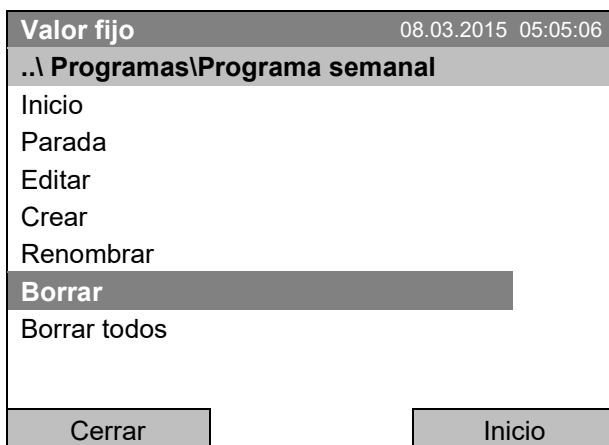 Valor fijo 08.03.2015 05:05:06
..\ Programas\Programa semanal
Inicio
Parada
Editar
Crear
Renombrar
Borrar
Borrar todos
Cerrar Inicio